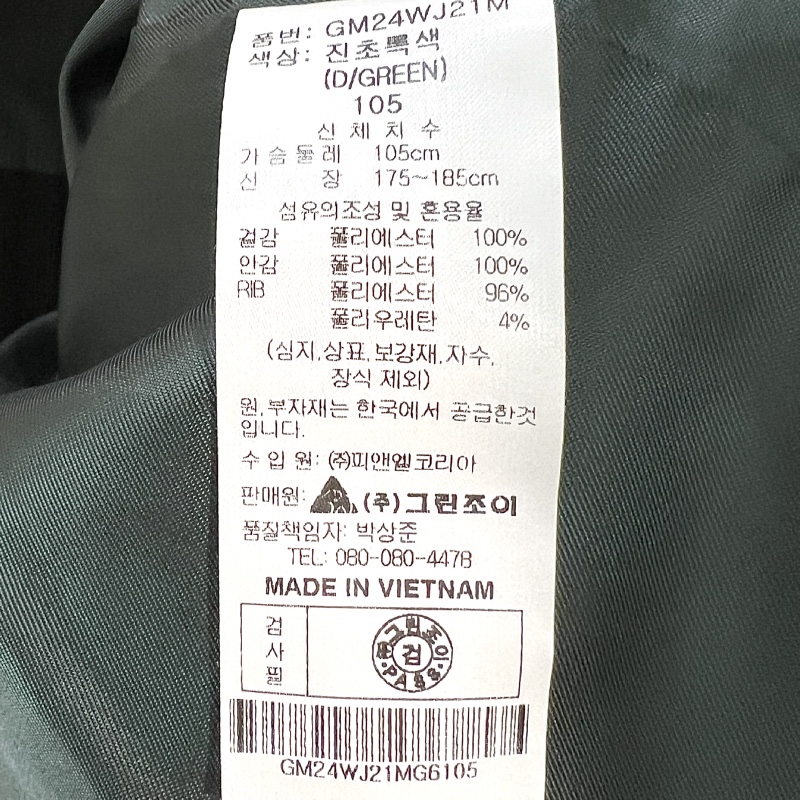 품번: GM24WJ21M
색상: 진초록색
(D/GREEN)
105
신 체 치 수
가슴둘레 105cm
신 장 175~185cm
섬유의조성 및 혼용율
겉감 폴리에스터 100%
안감 폴리에스터 100%
RIB 폴리에스터 96%
폴리우레탄 4%
(심지,상표,보강재,자수,
장식 제외)
원,부자재는 한국에서 공급한것
입니다.
수 입 원: (주)피앤엘코리아
판매원: (주)그린조이
품질책임자: 박상준
TEL: 080-080-4478
MADE IN VIETNAM
검사필
그린조이
검
PASS
GM24WJ21MG6105